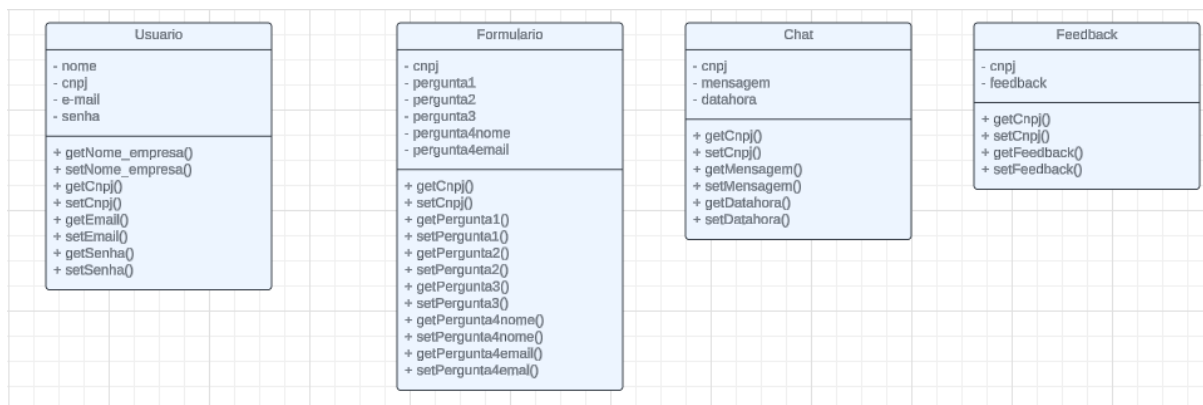 Usuario
- nome
- cnpj
- e-mail
- senha
+ getNome_empresa()
+ setNome_empresa()
+ getCnpj()
+ setCnpj()
+ getEmail()
+ setEmail()
+ getSenha()
+ setSenha()
Formulario
- cnpj
- pergunta1
- pergunta2
- pergunta3
- pergunta4nome
- pergunta4email
+ getCnpj()
+ setCnpj()
+ getPergunta1()
+ setPergunta1()
+ getPergunta2()
+ setPergunta2()
+ getPergunta3()
+ setPergunta3()
+ getPergunta4nome()
+ setPergunta4nome()
+ getPergunta4email()
+ setPergunta4emal()
Chat
- cnpj
- mensagem
- datahora
+ getCnpj()
+ setCnpj()
+ getMensagem()
+ setMensagem()
+ getDatahora()
+ setDatahora()
Feedback
- cnpj
- feedback
+ getCnpj()
+ setCnpj()
+ getFeedback()
+ setFeedback()